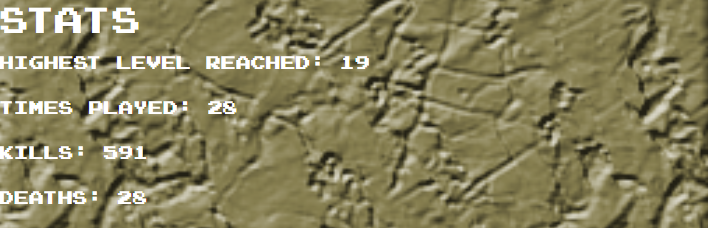 STATS
HIGHEST LEVEL REACHED: 19
TIMES PLAYED: 28
KILLS: 591
DEATHS: 28